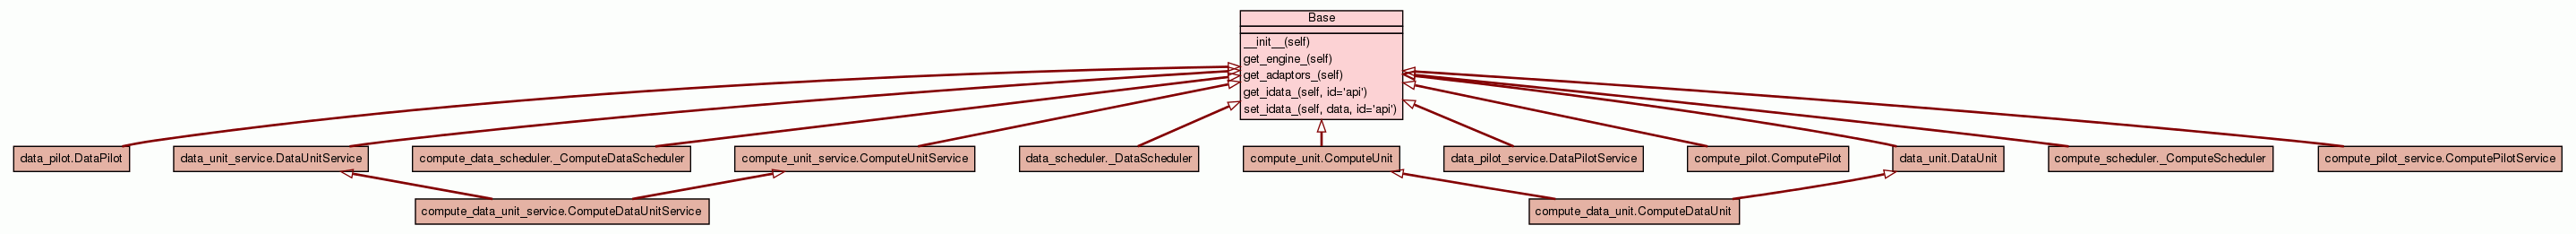 Base
__init__(self)
get_engine_(self)
get_adaptors_(self)
get_idata_(self, id='api')
set_idata_(self, data, id='api')
data_pilot.DataPilot
data_unit_service.DataUnitService
compute_data_scheduler._ComputeDataScheduler
compute_unit_service.ComputeUnitService
data_scheduler._DataScheduler
compute_unit.ComputeUnit
data_pilot_service.DataPilotService
compute_pilot.ComputePilot
data_unit.DataUnit
compute_scheduler._ComputeScheduler
compute_pilot_service.ComputePilotService
compute_data_unit_service.ComputeDataUnitService
compute_data_unit.ComputeDataUnit